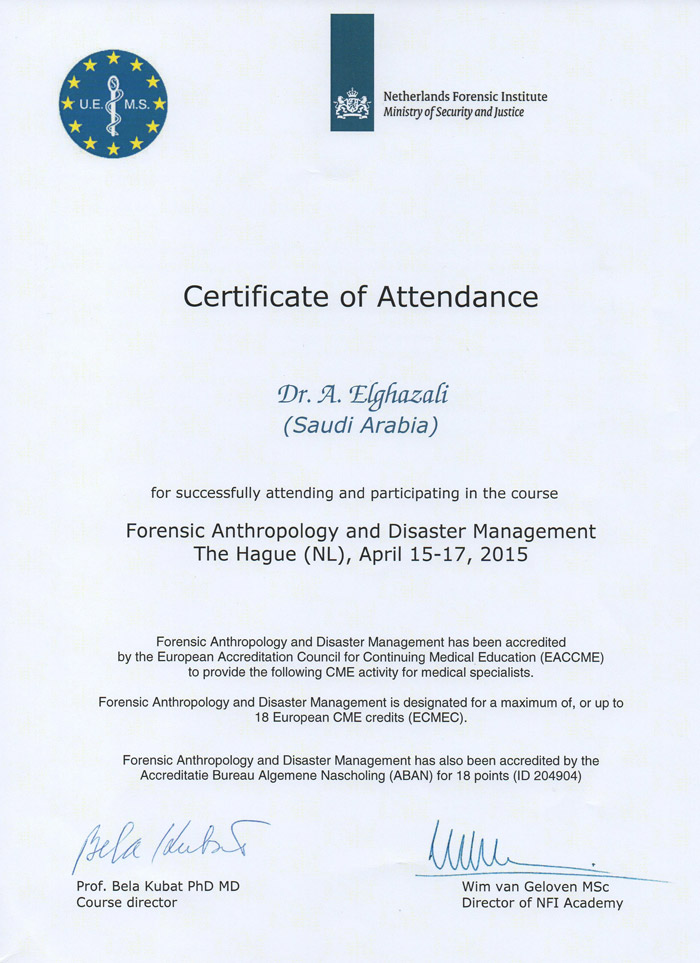 U.E. M.S.
Netherlands Forensic Institute
Ministry of Security and Justice
Certificate of Attendance
Dr. A. Elghazali
(Saudi Arabia)
for successfully attending and participating in the course
Forensic Anthropology and Disaster Management
The Hague (NL), April 15-17, 2015
Forensic Anthropology and Disaster Management has been accredited
by the European Accreditation Council for Continuing Medical Education (EACCME)
to provide the following CME activity for medical specialists.
Forensic Anthropology and Disaster Management is designated for a maximum of, or up to
18 European CME credits (ECMEC).
Forensic Anthropology and Disaster Management has also been accredited by the
Accreditatie Bureau Algemene Nascholing (ABAN) for 18 points (ID 204904)
Bela Kubat
Prof. Bela Kubat PhD MD
Course director
Wim van Geloven MSc
Director of NFI Academy